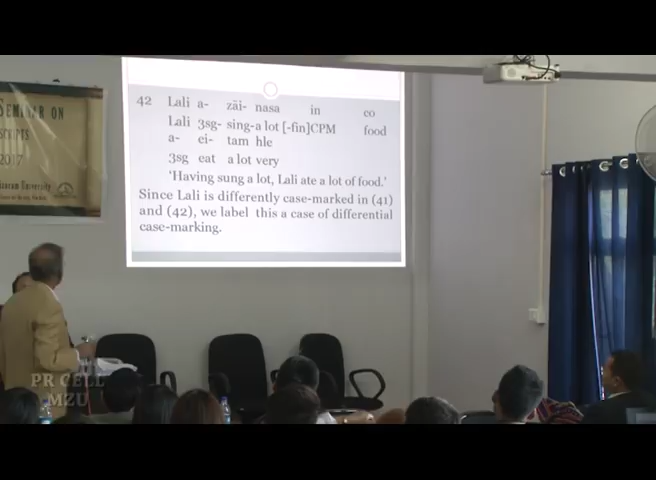 SEMINAR ON
SCRIPTS
2017
University
42 Lali a- zāi- nasa in co
Lali 3sg- sing-a lot [-fin]CPM food
a- ei- tam hle
3sg eat a lot very
'Having sung a lot, Lali ate a lot of food.'
Since Lali is differently case-marked in (41)
and (42), we label this a case of differential
case-marking.
PR CELL
MZU